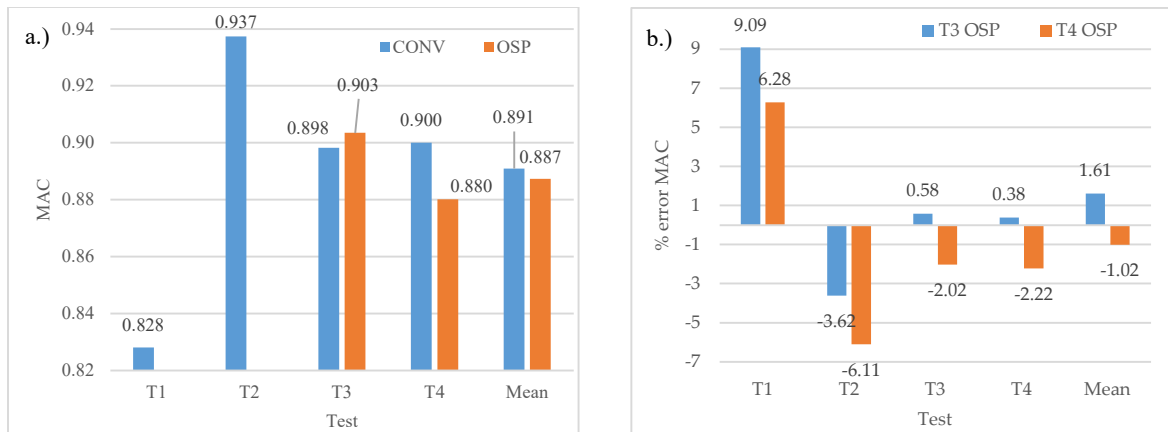 a.)
CONV
OSP
MAC
0.94
0.92
0.90
0.88
0.86
0.84
0.82
0.828
0.937
0.898
0.903
0.900
0.880
0.891
0.887
T1 T2 T3 T4 Mean
Test
b.)
T3 OSP
T4 OSP
% error MAC
9
7
5
3
1
-1
-3
-5
-7
9.09
6.28
-3.62
-6.11
0.58
-2.02
0.38
-2.22
1.61
-1.02
T1 T2 T3 T4 Mean
Test